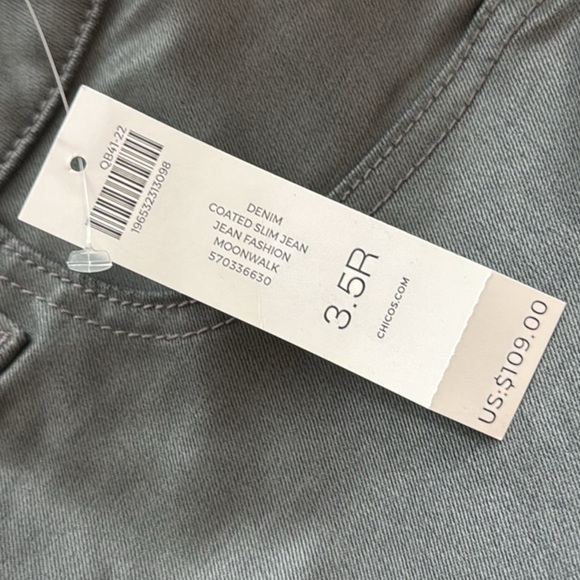 QB41-22
196532313098
DENIM
COATED SLIM JEAN
JEAN FASHION
MOONWALK
570336630
3.5R
CHICOS.COM
US:$109.00